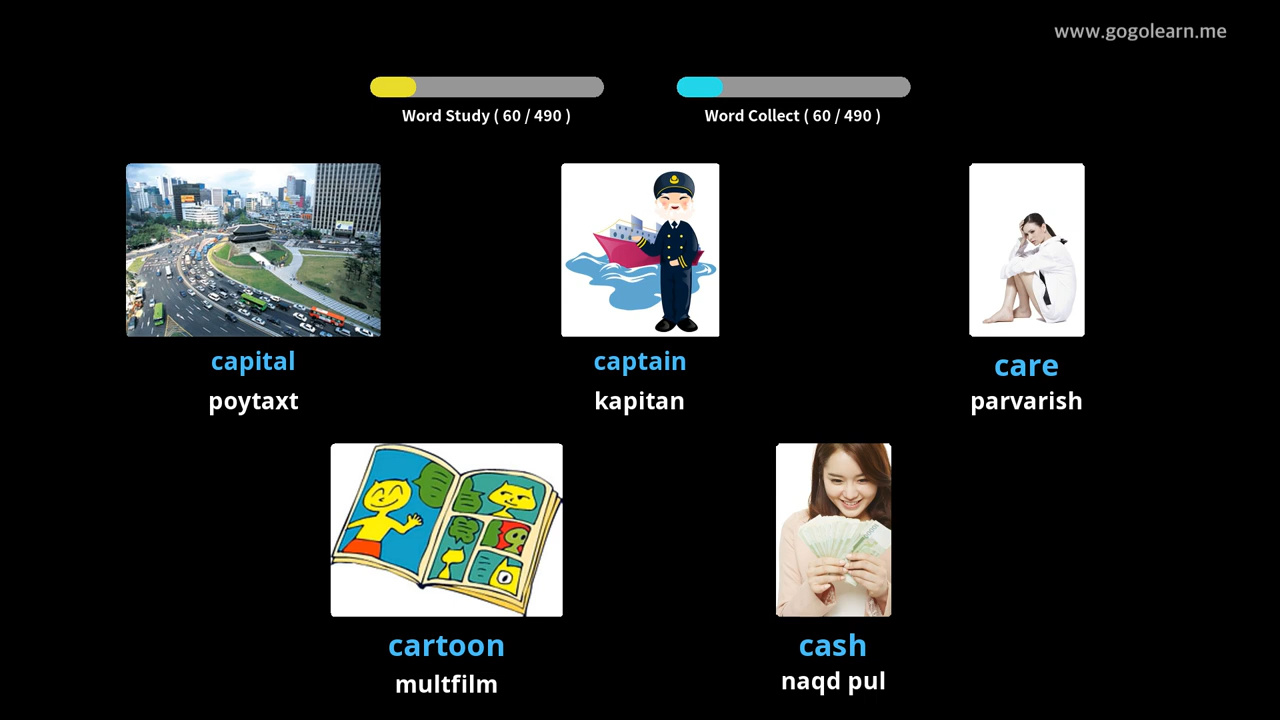 www.gogolearn.me
Word Study ( 60 / 490 )
Word Collect ( 60 / 490 )
capital
poytaxt
captain
kapitan
care
parvarish
cartoon
multfilm
cash
naqd pul